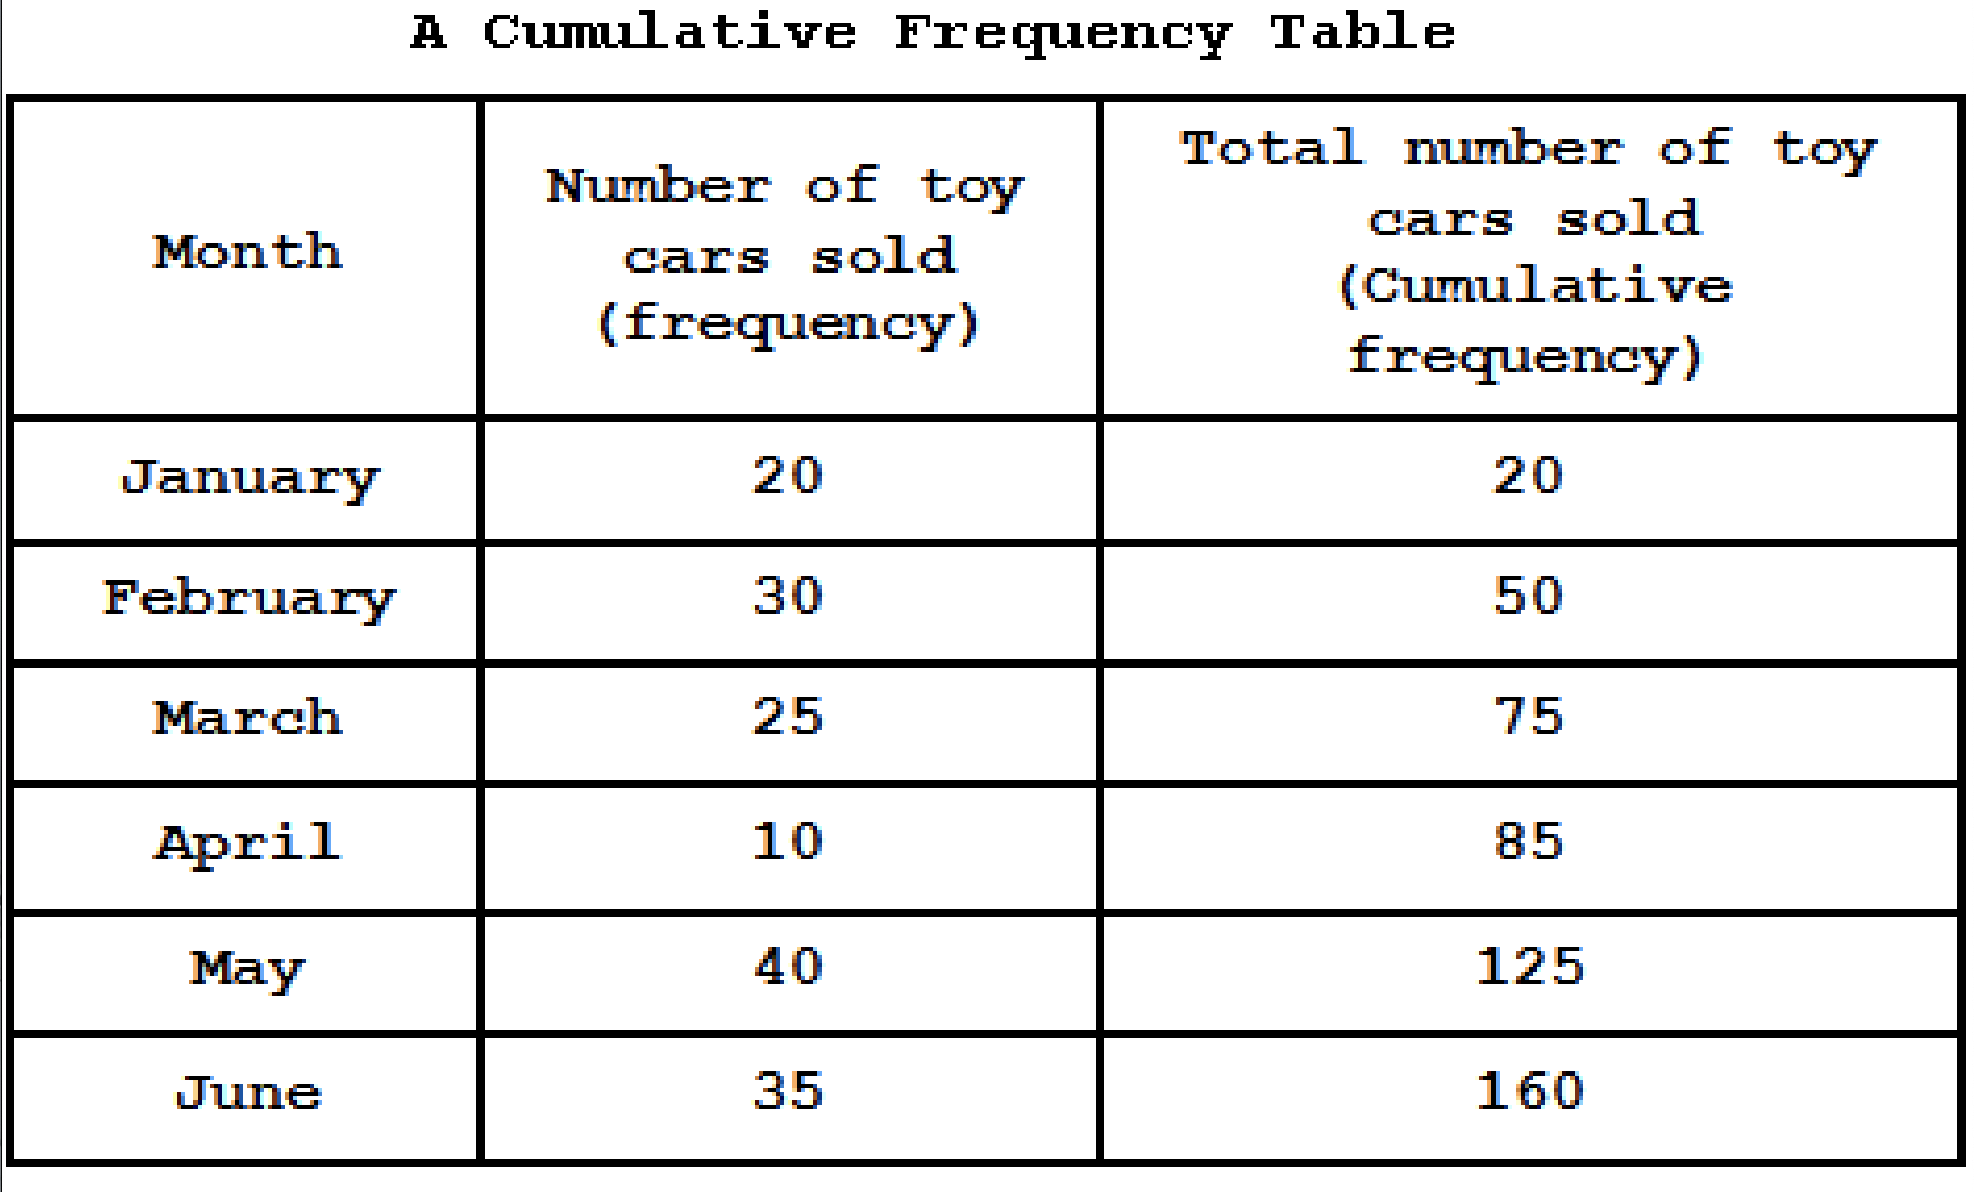 A Cumulative Frequency Table
Month
Number of toy
cars sold
(frequency)
Total number of toy
cars sold
(Cumulative
frequency)
January 20 20
February 30 50
March 25 75
April 10 85
May 40 125
June 35 160